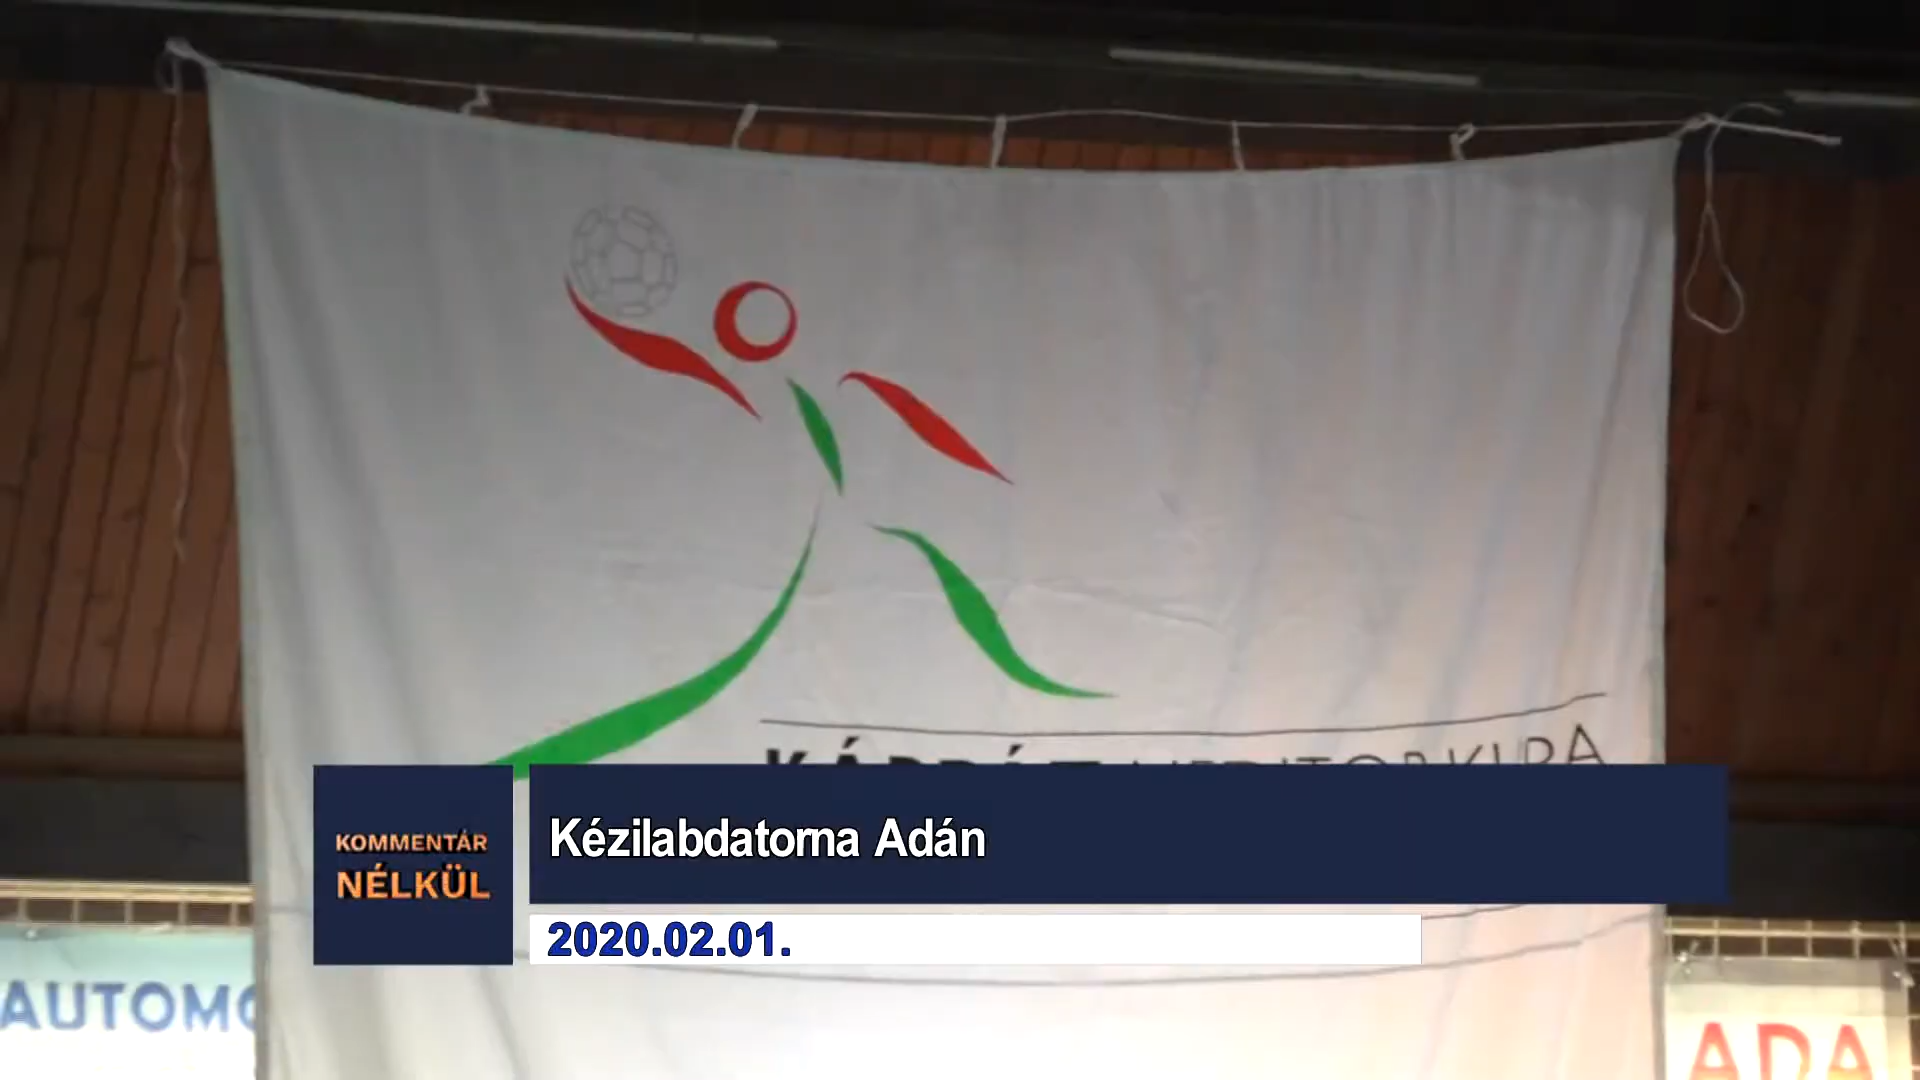 KOMMENTÁR
NÉLKÜL
Kézilabdatorna Adán
2020.02.01.
AUTOMO
ADA